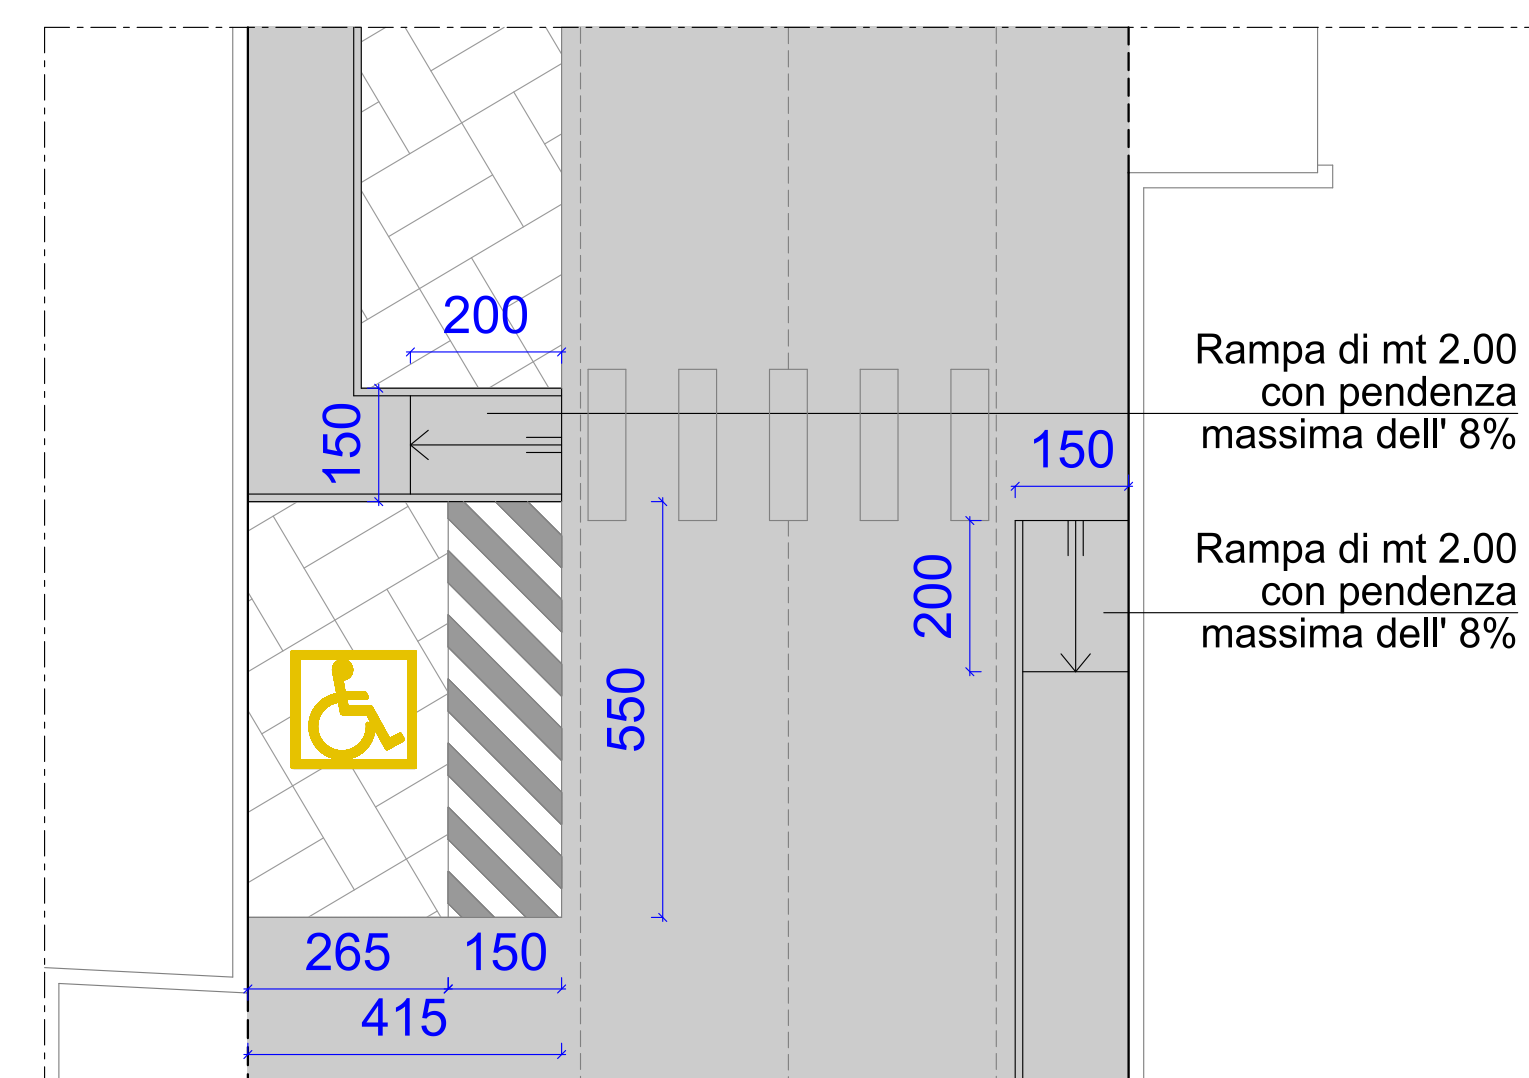 200
Rampa di mt 2.00
con pendenza
massima dell' 8%
150
150
Rampa di mt 2.00
con pendenza
massima dell' 8%
200
550
265
150
415